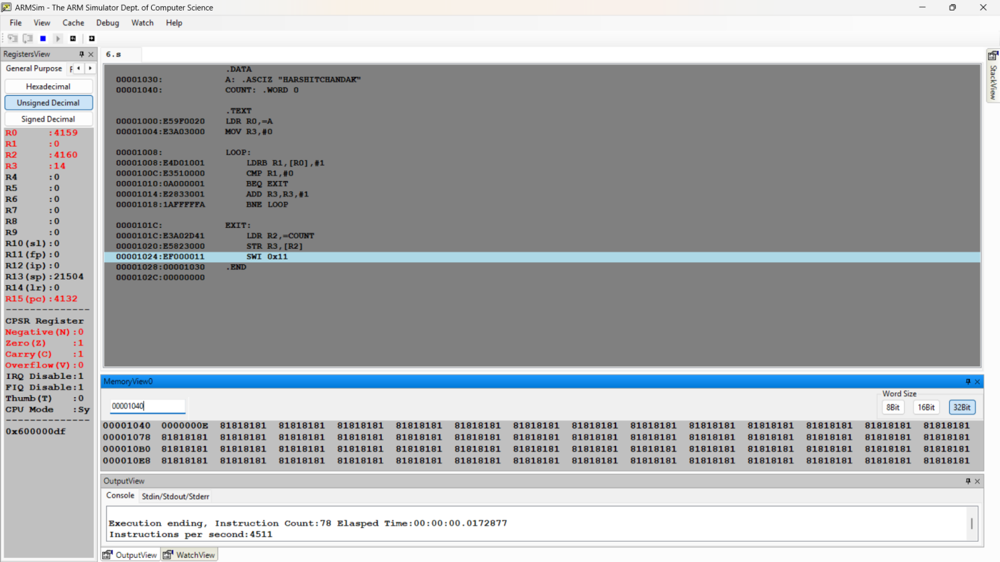 ARMSim - The ARM Simulator Dept. of Computer Science
File View Cache Debug Watch Help
RegistersView
General Purpose
Hexadecimal
Unsigned Decimal
Signed Decimal
R0 :4159
R1 :0
R2 :4160
R3 :14
R4 :0
R5 :0
R6 :0
R7 :0
R8 :0
R9 :0
R10(sl):0
R11(fp):0
R12(ip):0
R13(sp):21504
R14(lr):0
R15(pc):4132
--------------
CPSR Register
Negative(N):0
Zero(Z) :1
Carry(C) :1
Overflow(V):0
IRQ Disable:1
FIQ Disable:1
Thumb(T) :0
CPU Mode :Sy
--------------
0x600000df
6.s
.DATA
00001030: A: .ASCIZ "HARSHITCHANDAK"
00001040: COUNT: .WORD 0
.TEXT
00001000:E59F0020 LDR R0,=A
00001004:E3A03000 MOV R3,#0
00001008: LOOP:
00001008:E4D01001 LDRB R1,[R0],#1
0000100C:E3510000 CMP R1,#0
00001010:0A000001 BEQ EXIT
00001014:E2833001 ADD R3,R3,#1
00001018:1AFFFFFA BNE LOOP
0000101C: EXIT:
0000101C:E3A02D41 LDR R2,=COUNT
00001020:E5823000 STR R3,[R2]
00001024:EF000011 SWI 0x11
00001028:00001030 .END
0000102C:00000000
StackView
MemoryView0
00001040
Word Size
8Bit 16Bit 32Bit
00001040 0000000E 81818181 81818181 81818181 81818181 81818181 81818181 81818181 81818181 81818181 81818181 81818181 81818181 81818181
00001078 81818181 81818181 81818181 81818181 81818181 81818181 81818181 81818181 81818181 81818181 81818181 81818181 81818181 81818181
000010B0 81818181 81818181 81818181 81818181 81818181 81818181 81818181 81818181 81818181 81818181 81818181 81818181 81818181 81818181
000010E8 81818181 81818181 81818181 81818181 81818181 81818181 81818181 81818181 81818181 81818181 81818181 81818181 81818181 81818181
OutputView
Console Stdin/Stdout/Stderr
Execution ending, Instruction Count:78 Elasped Time:00:00:00.0172877
Instructions per second:4511
OutputView WatchView